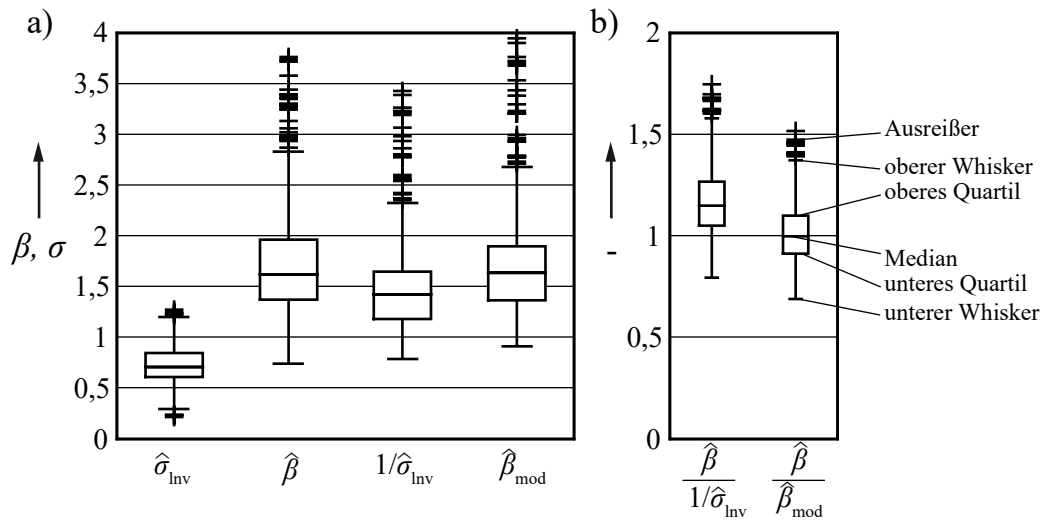 a)
4
3,5
3
2,5
2
1,5
1
0,5
0
β, σ
σ̂lnv
β̂
1/σ̂lnv
β̂mod
b)
2
1,5
1
0,5
0
-
Ausreißer
oberer Whisker
oberes Quartil
Median
unteres Quartil
unterer Whisker
β̂
1/σ̂lnv
β̂
β̂mod